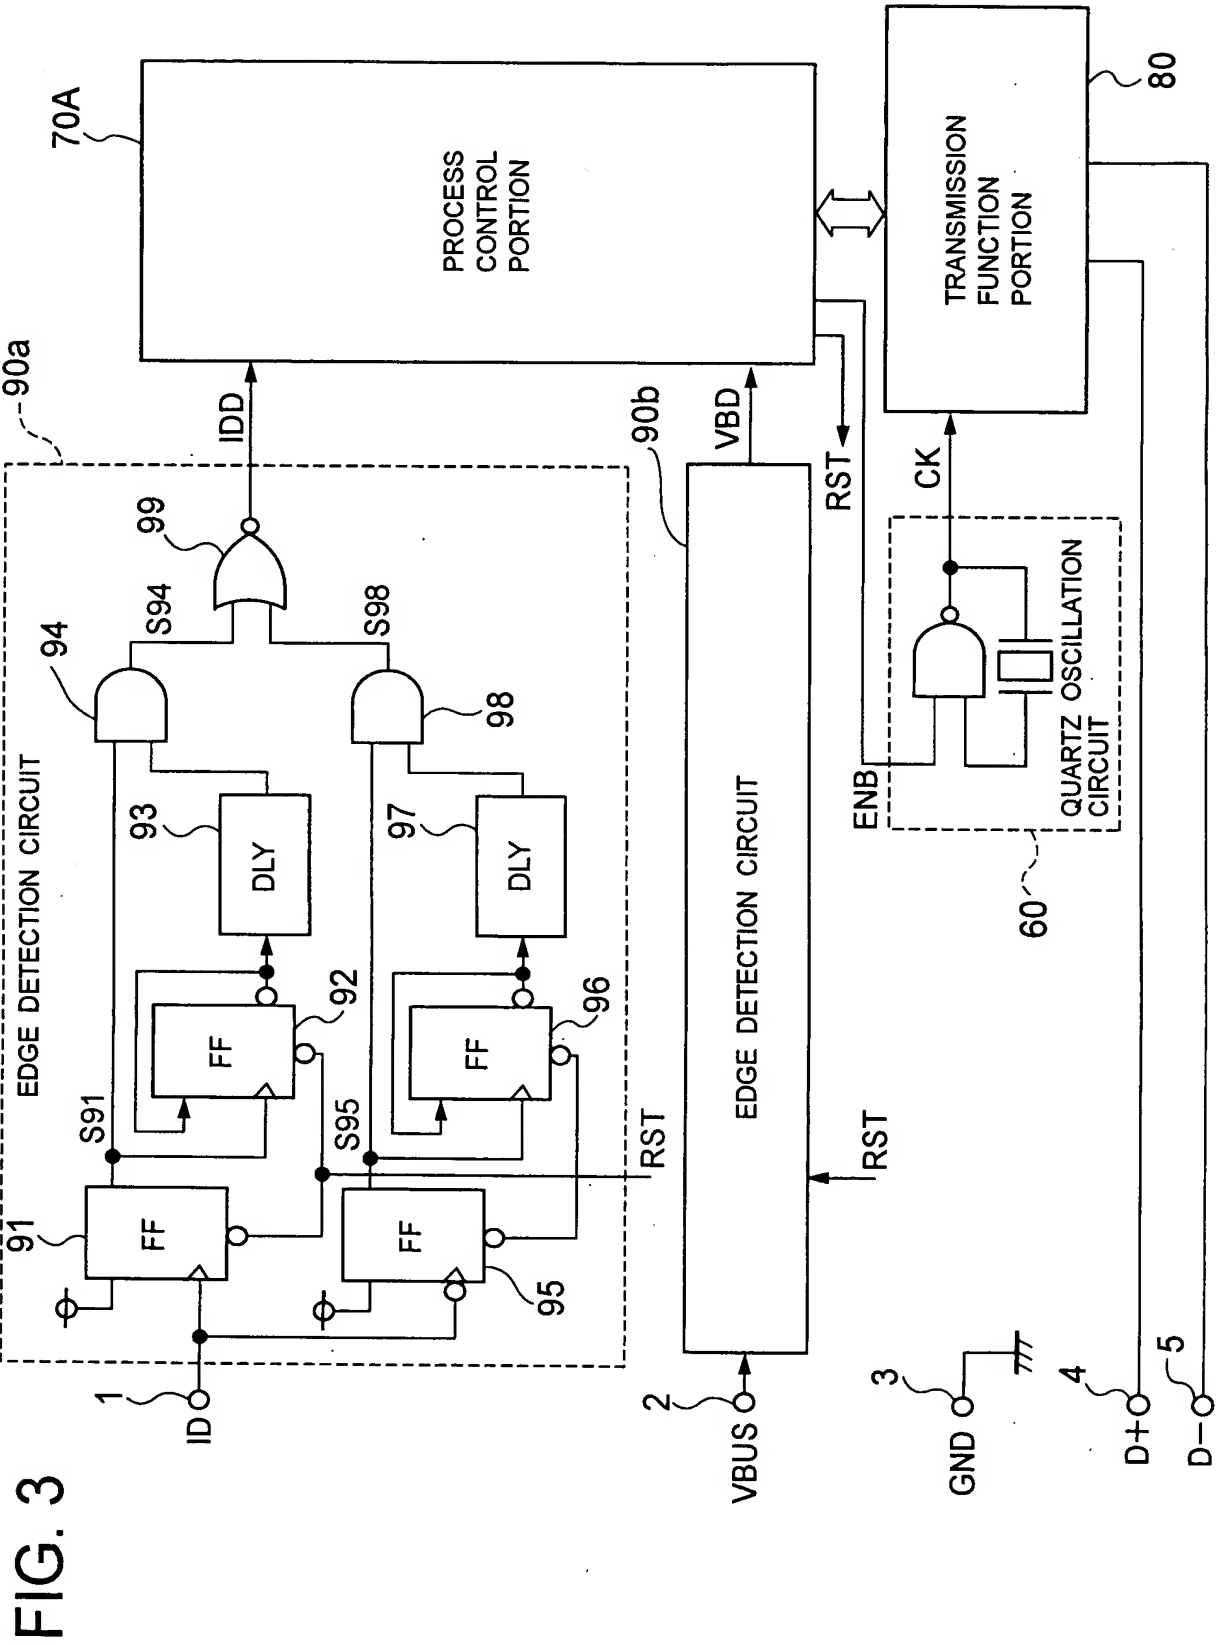 FIG. 3
EDGE DETECTION CIRCUIT
90a
70A
91
S91
94
S94
99
IDD
FF
FF
92
DLY
93
1
ID
S95
S98
FF
95
FF
96
DLY
97
98
RST
PROCESS
CONTROL
PORTION
2
VBUS
EDGE DETECTION CIRCUIT
90b
VBD
RST
RST
ENB
CK
QUARTZ OSCILLATION
CIRCUIT
60
TRANSMISSION
FUNCTION
PORTION
80
3
GND
4
D+
5
D−